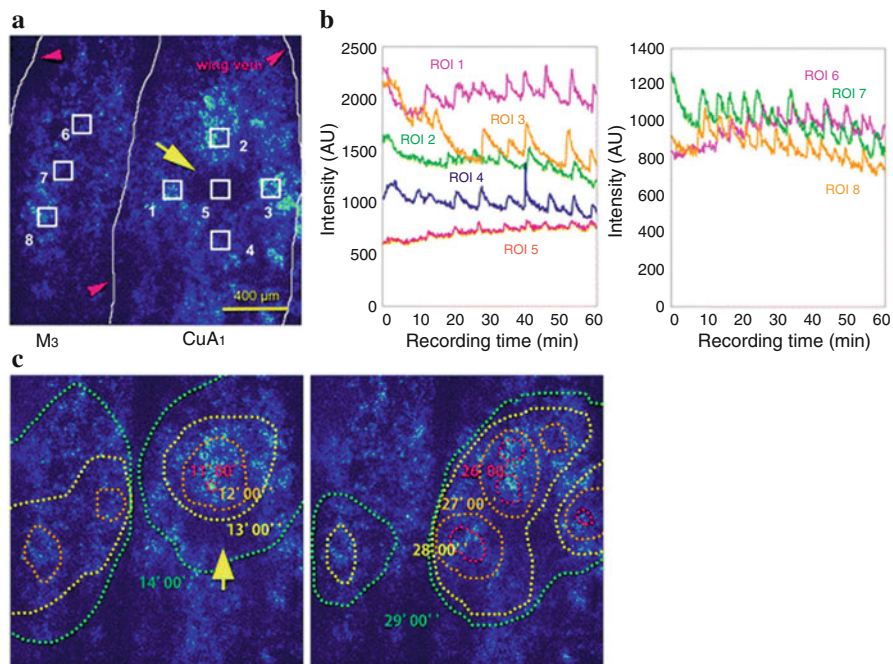 a
wing vein
6
2
7
1
5
3
8
4
400 μm
M3
CuA1
b
2500
2000
1500
1000
500
0
Intensity (AU)
ROI 1
ROI 3
ROI 2
ROI 4
ROI 5
0 10 20 30 40 50 60
Recording time (min)
1400
1200
1000
800
600
400
200
0
Intensity (AU)
ROI 6
ROI 7
ROI 8
0 10 20 30 40 50 60
Recording time (min)
c
11' 00''
12' 00''
13' 00''
14' 00''
26' 00''
27' 00''
28' 00''
29' 00''